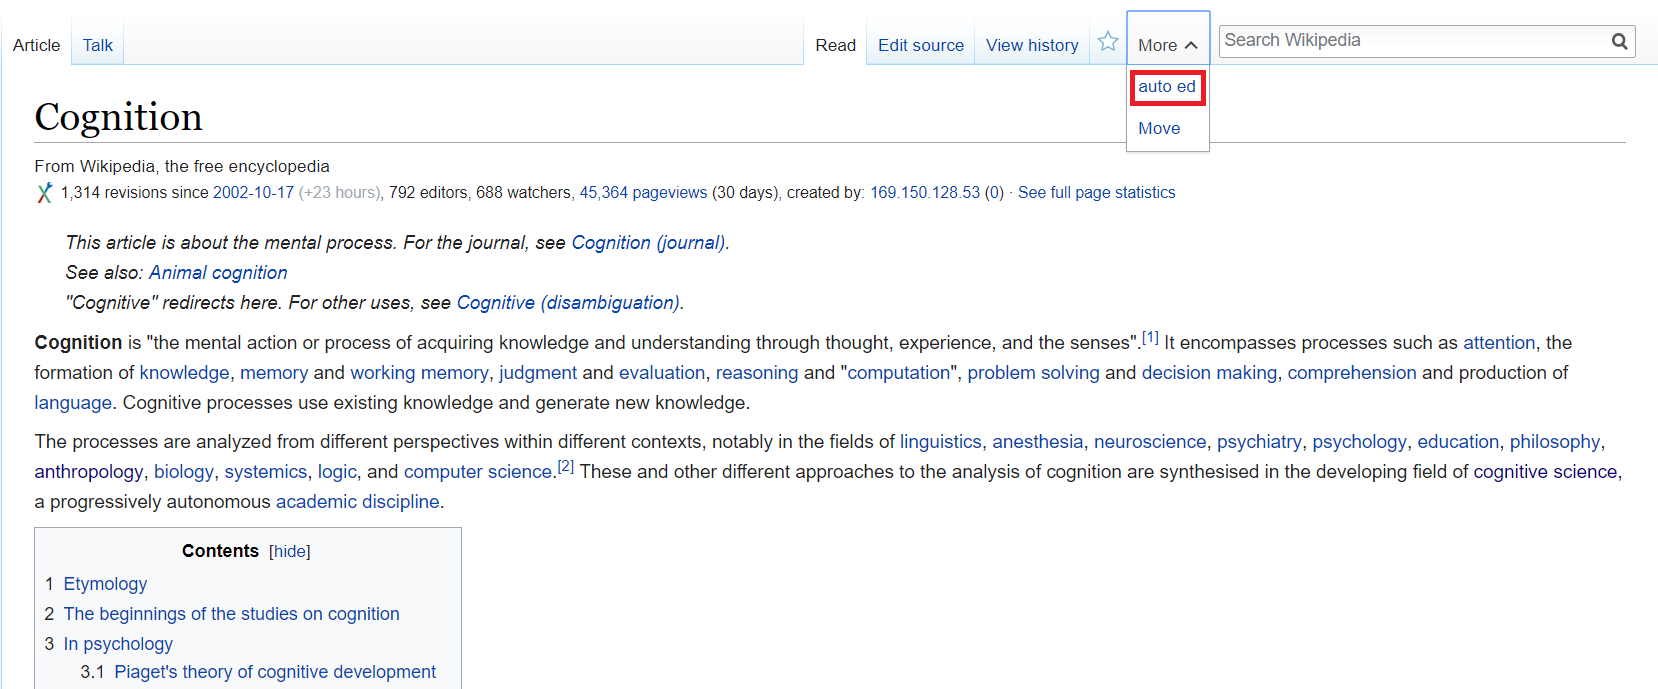 Article Talk Read Edit source View history More Search Wikipedia
auto ed
Move
Cognition
From Wikipedia, the free encyclopedia
1,314 revisions since 2002-10-17 (+23 hours), 792 editors, 688 watchers, 45,364 pageviews (30 days), created by: 169.150.128.53 (0) · See full page statistics
This article is about the mental process. For the journal, see Cognition (journal).
See also: Animal cognition
"Cognitive" redirects here. For other uses, see Cognitive (disambiguation).
Cognition is "the mental action or process of acquiring knowledge and understanding through thought, experience, and the senses".[1] It encompasses processes such as attention, the
formation of knowledge, memory and working memory, judgment and evaluation, reasoning and "computation", problem solving and decision making, comprehension and production of
language. Cognitive processes use existing knowledge and generate new knowledge.
The processes are analyzed from different perspectives within different contexts, notably in the fields of linguistics, anesthesia, neuroscience, psychiatry, psychology, education, philosophy,
anthropology, biology, systemics, logic, and computer science.[2] These and other different approaches to the analysis of cognition are synthesised in the developing field of cognitive science,
a progressively autonomous academic discipline.
Contents [hide]
1 Etymology
2 The beginnings of the studies on cognition
3 In psychology
3.1 Piaget's theory of cognitive development